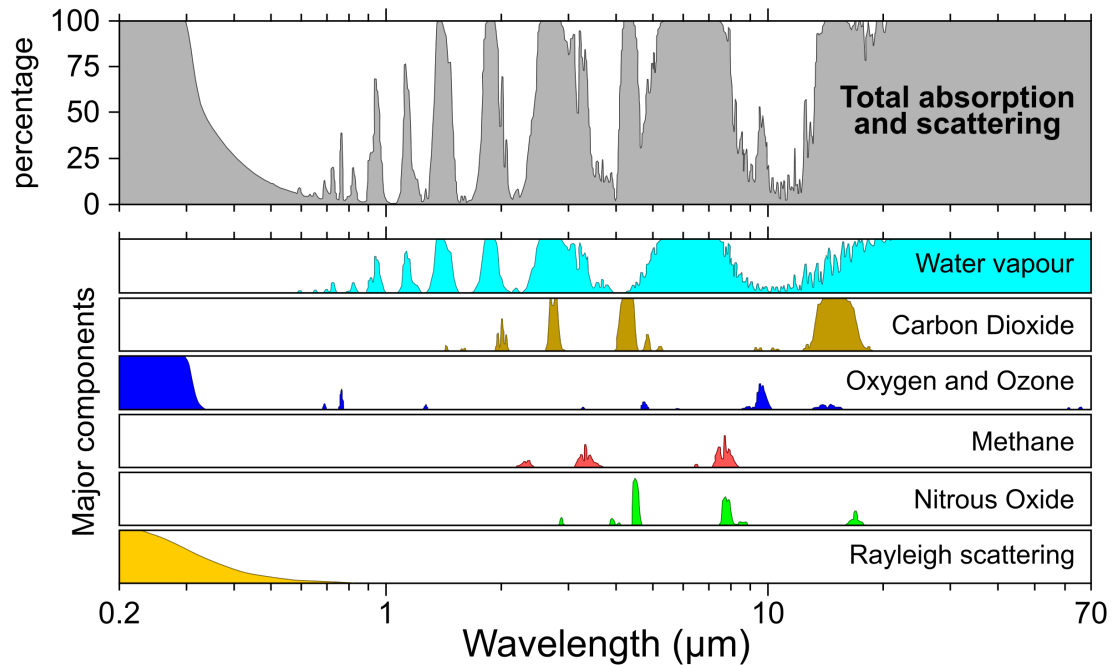 percentage
100
75
50
25
0
Total absorption
and scattering
Major components
Water vapour
Carbon Dioxide
Oxygen and Ozone
Methane
Nitrous Oxide
Rayleigh scattering
0.2 1 10 70
Wavelength (μm)